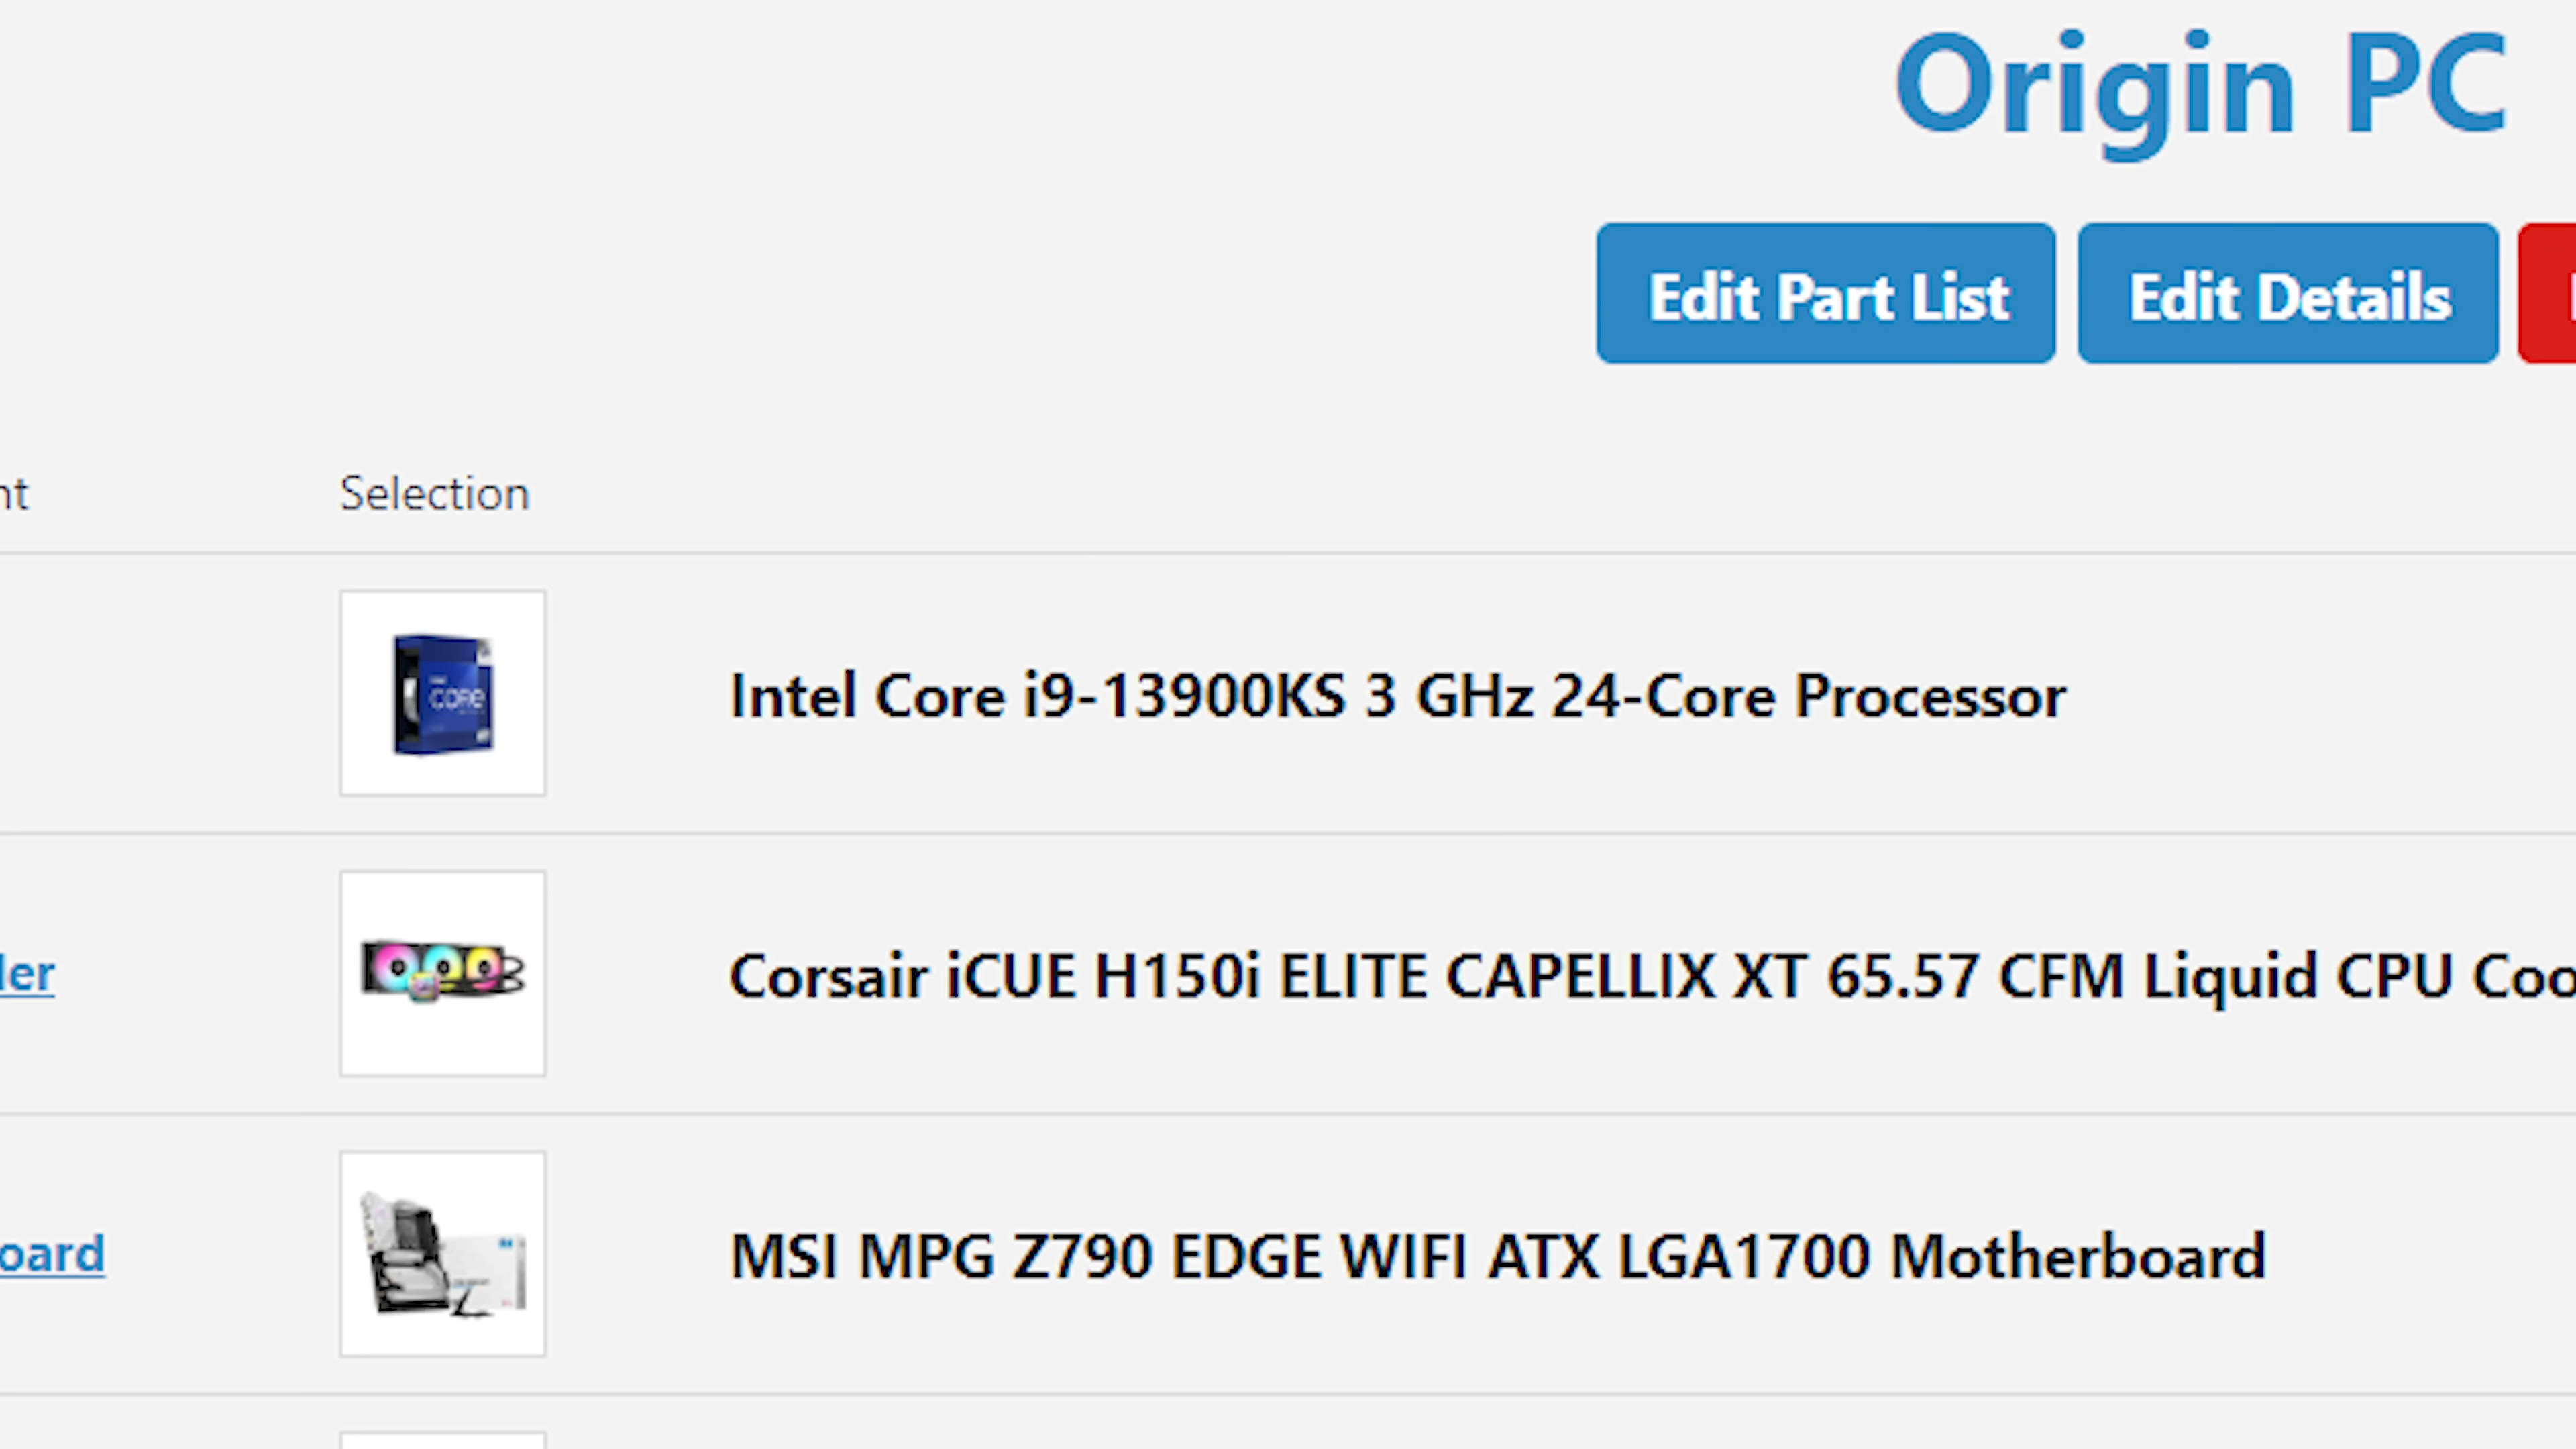 Origin PC
Edit Part List Edit Details
nt Selection
CORE
Intel Core i9-13900KS 3 GHz 24-Core Processor
ler Corsair iCUE H150i ELITE CAPELLIX XT 65.57 CFM Liquid CPU Coo
oard MSI MPG Z790 EDGE WIFI ATX LGA1700 Motherboard